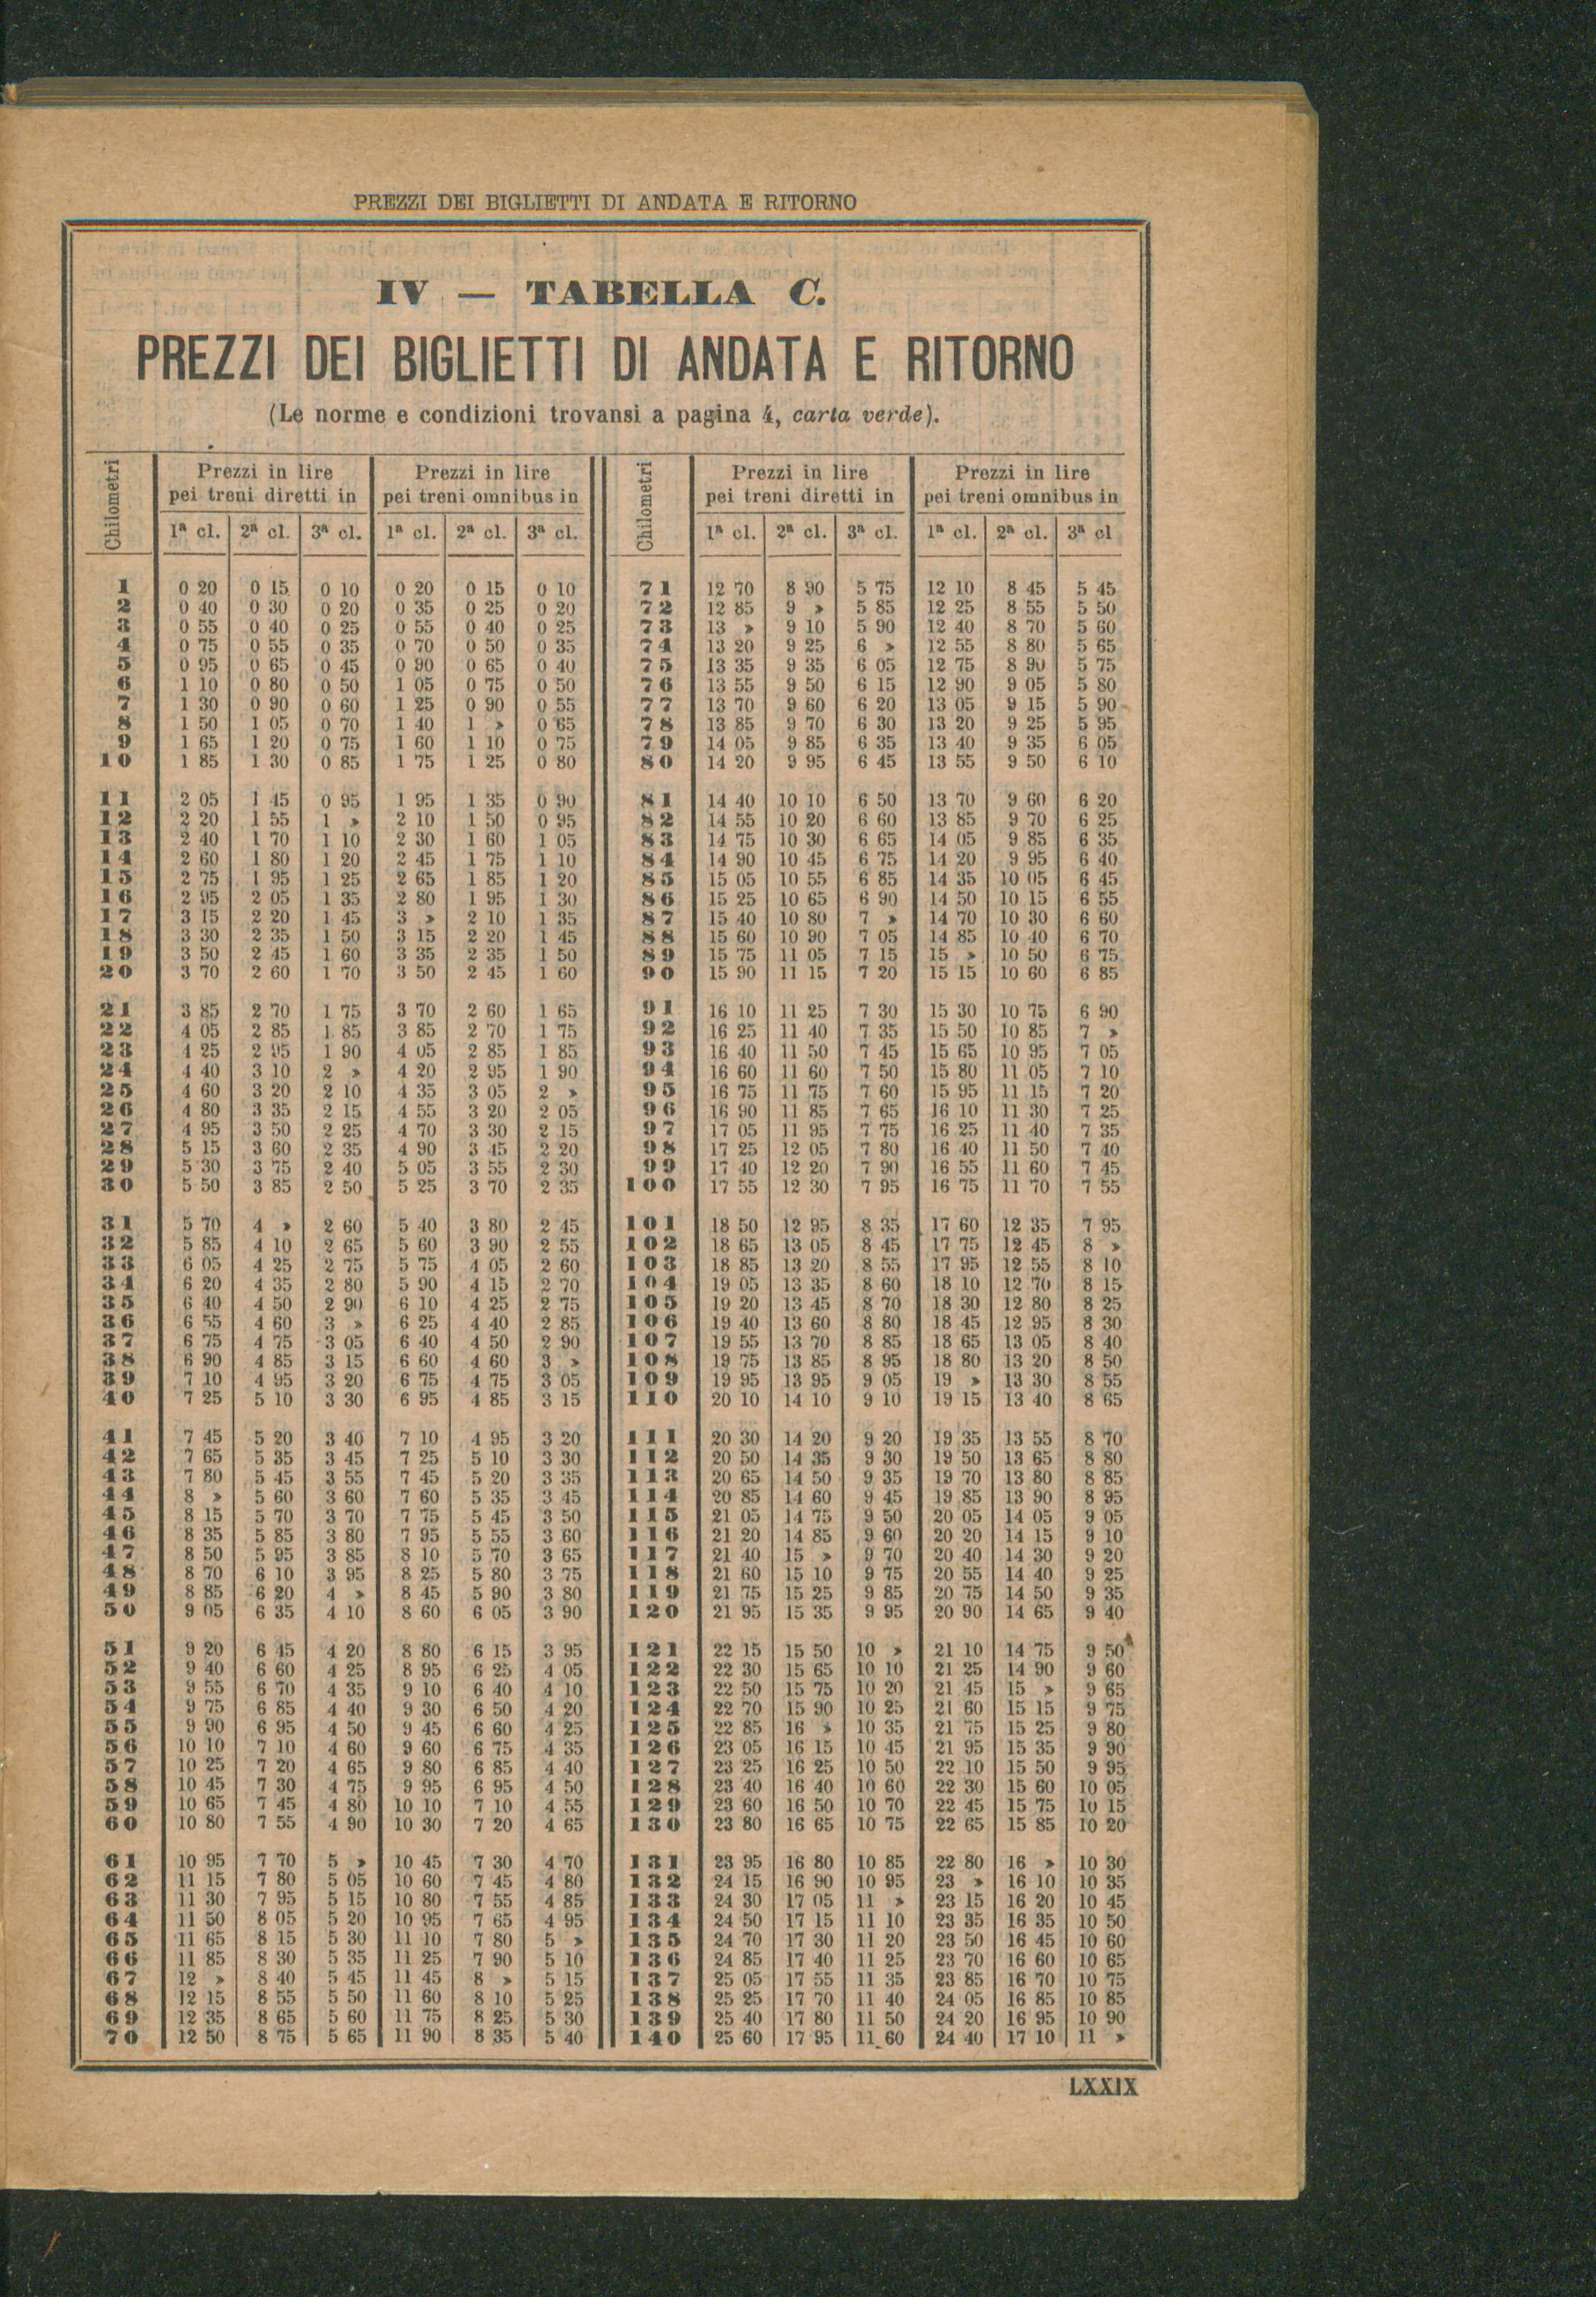 PREZZI DEI BIGLIETTI DI ANDATA E RITORNO
IV — TABELLA C.
PREZZI DEI BIGLIETTI DI ANDATA E RITORNO
(Le norme e condizioni trovansi a pagina 4, carta verde).
Chilometri Prezzi in lire Prezzi in lire Chilometri Prezzi in lire Prezzi in lire
pei treni diretti in pei treni omnibus in pei treni diretti in pei treni omnibus in
1ª cl. 2ª cl. 3ª cl. 1ª cl. 2ª cl. 3ª cl. 1ª cl. 2ª cl. 3ª cl. 1ª cl. 2ª cl. 3ª cl
1 0 20 0 15 0 10 0 20 0 15 0 10 71 12 70 8 90 5 75 12 10 8 45 5 45
2 0 40 0 30 0 20 0 35 0 25 0 20 72 12 85 9 » 5 85 12 25 8 55 5 50
3 0 55 0 40 0 25 0 55 0 40 0 25 73 13 » 9 10 5 90 12 40 8 70 5 60
4 0 75 0 55 0 35 0 70 0 50 0 35 74 13 20 9 25 6 » 12 55 8 80 5 65
5 0 95 0 65 0 45 0 90 0 65 0 40 75 13 35 9 35 6 05 12 75 8 90 5 75
6 1 10 0 80 0 50 1 05 0 75 0 50 76 13 55 9 50 6 15 12 90 9 05 5 80
7 1 30 0 90 0 60 1 25 0 90 0 55 77 13 70 9 60 6 20 13 05 9 15 5 90
8 1 50 1 05 0 70 1 40 1 » 0 65 78 13 85 9 70 6 30 13 20 9 25 5 95
9 1 65 1 20 0 75 1 60 1 10 0 75 79 14 05 9 85 6 35 13 40 9 35 6 05
10 1 85 1 30 0 85 1 75 1 25 0 80 80 14 20 9 95 6 45 13 55 9 50 6 10
11 2 05 1 45 0 95 1 95 1 35 0 90 81 14 40 10 10 6 50 13 70 9 60 6 20
12 2 20 1 55 1 » 2 10 1 50 0 95 82 14 55 10 20 6 60 13 85 9 70 6 25
13 2 40 1 70 1 10 2 30 1 60 1 05 83 14 75 10 30 6 65 14 05 9 85 6 35
14 2 60 1 80 1 20 2 45 1 75 1 10 84 14 90 10 45 6 75 14 20 9 95 6 40
15 2 75 1 95 1 25 2 65 1 85 1 20 85 15 05 10 55 6 85 14 35 10 05 6 45
16 2 95 2 05 1 35 2 80 1 95 1 30 86 15 25 10 65 6 90 14 50 10 15 6 55
17 3 15 2 20 1 45 3 » 2 10 1 35 87 15 40 10 80 7 » 14 70 10 30 6 60
18 3 30 2 35 1 50 3 15 2 20 1 45 88 15 60 10 90 7 05 14 85 10 40 6 70
19 3 50 2 45 1 60 3 35 2 35 1 50 89 15 75 11 05 7 15 15 » 10 50 6 75
20 3 70 2 60 1 70 3 50 2 45 1 60 90 15 90 11 15 7 20 15 15 10 60 6 85
21 3 85 2 70 1 75 3 70 2 60 1 65 91 16 10 11 25 7 30 15 30 10 75 6 90
22 4 05 2 85 1 85 3 85 2 70 1 75 92 16 25 11 40 7 35 15 50 10 85 7 »
23 4 25 2 95 1 90 4 05 2 85 1 85 93 16 40 11 50 7 45 15 65 10 95 7 05
24 4 40 3 10 2 » 4 20 2 95 1 90 94 16 60 11 60 7 50 15 80 11 05 7 10
25 4 60 3 20 2 10 4 35 3 05 2 » 95 16 75 11 75 7 60 15 95 11 15 7 20
26 4 80 3 35 2 15 4 55 3 20 2 05 96 16 90 11 85 7 65 16 10 11 30 7 25
27 4 95 3 50 2 25 4 70 3 30 2 15 97 17 05 11 95 7 75 16 25 11 40 7 35
28 5 15 3 60 2 35 4 90 3 45 2 20 98 17 25 12 05 7 80 16 40 11 50 7 40
29 5 30 3 75 2 40 5 05 3 55 2 30 99 17 40 12 20 7 90 16 55 11 60 7 45
30 5 50 3 85 2 50 5 25 3 70 2 35 100 17 55 12 30 7 95 16 75 11 70 7 55
31 5 70 4 » 2 60 5 40 3 80 2 45 101 18 50 12 95 8 35 17 60 12 35 7 95
32 5 85 4 10 2 65 5 60 3 90 2 55 102 18 65 13 05 8 45 17 75 12 45 8 »
33 6 05 4 25 2 75 5 75 4 05 2 60 103 18 85 13 20 8 55 17 95 12 55 8 10
34 6 20 4 35 2 80 5 90 4 15 2 70 104 19 05 13 35 8 60 18 10 12 70 8 15
35 6 40 4 50 2 90 6 10 4 25 2 75 105 19 20 13 45 8 70 18 30 12 80 8 25
36 6 55 4 60 3 » 6 25 4 40 2 85 106 19 40 13 60 8 80 18 45 12 95 8 30
37 6 75 4 75 3 05 6 40 4 50 2 90 107 19 55 13 70 8 85 18 65 13 05 8 40
38 6 90 4 85 3 15 6 60 4 60 3 » 108 19 75 13 85 8 95 18 80 13 20 8 50
39 7 10 4 95 3 20 6 75 4 75 3 05 109 19 95 13 95 9 05 19 » 13 30 8 55
40 7 25 5 10 3 30 6 95 4 85 3 15 110 20 10 14 10 9 10 19 15 13 40 8 65
41 7 45 5 20 3 40 7 10 4 95 3 20 111 20 30 14 20 9 20 19 35 13 55 8 70
42 7 65 5 35 3 45 7 25 5 10 3 30 112 20 50 14 35 9 30 19 50 13 65 8 80
43 7 80 5 45 3 55 7 45 5 20 3 35 113 20 65 14 50 9 35 19 70 13 80 8 85
44 8 » 5 60 3 60 7 60 5 35 3 45 114 20 85 14 60 9 45 19 85 13 90 8 95
45 8 15 5 70 3 70 7 75 5 45 3 50 115 21 05 14 75 9 50 20 05 14 05 9 05
46 8 35 5 85 3 80 7 95 5 55 3 60 116 21 20 14 85 9 60 20 20 14 15 9 10
47 8 50 5 95 3 85 8 10 5 70 3 65 117 21 40 15 » 9 70 20 40 14 30 9 20
48 8 70 6 10 3 95 8 25 5 80 3 75 118 21 60 15 10 9 75 20 55 14 40 9 25
49 8 85 6 20 4 » 8 45 5 90 3 80 119 21 75 15 25 9 85 20 75 14 50 9 35
50 9 05 6 35 4 10 8 60 6 05 3 90 120 21 95 15 35 9 95 20 90 14 65 9 40
51 9 20 6 45 4 20 8 80 6 15 3 95 121 22 15 15 50 10 » 21 10 14 75 9 50
52 9 40 6 60 4 25 8 95 6 25 4 05 122 22 30 15 65 10 10 21 25 14 90 9 60
53 9 55 6 70 4 35 9 10 6 40 4 10 123 22 50 15 75 10 20 21 45 15 » 9 65
54 9 75 6 85 4 40 9 30 6 50 4 20 124 22 70 15 90 10 25 21 60 15 15 9 75
55 9 90 6 95 4 50 9 45 6 60 4 25 125 22 85 16 » 10 35 21 75 15 25 9 80
56 10 10 7 10 4 60 9 60 6 75 4 35 126 23 05 16 15 10 45 21 95 15 35 9 90
57 10 25 7 20 4 65 9 80 6 85 4 40 127 23 25 16 25 10 50 22 10 15 50 9 95
58 10 45 7 30 4 75 9 95 6 95 4 50 128 23 40 16 40 10 60 22 30 15 60 10 05
59 10 65 7 45 4 80 10 10 7 10 4 55 129 23 60 16 50 10 70 22 45 15 75 10 15
60 10 80 7 55 4 90 10 30 7 20 4 65 130 23 80 16 65 10 75 22 65 15 85 10 20
61 10 95 7 70 5 » 10 45 7 30 4 70 131 23 95 16 80 10 85 22 80 16 » 10 30
62 11 15 7 80 5 05 10 60 7 45 4 80 132 24 15 16 90 10 95 23 » 16 10 10 35
63 11 30 7 95 5 15 10 80 7 55 4 85 133 24 30 17 05 11 » 23 15 16 20 10 45
64 11 50 8 05 5 20 10 95 7 65 4 95 134 24 50 17 15 11 10 23 35 16 35 10 50
65 11 65 8 15 5 30 11 10 7 80 5 » 135 24 70 17 30 11 20 23 50 16 45 10 60
66 11 85 8 30 5 35 11 25 7 90 5 10 136 24 85 17 40 11 25 23 70 16 60 10 65
67 12 » 8 40 5 45 11 45 8 » 5 15 137 25 05 17 55 11 35 23 85 16 70 10 75
68 12 15 8 55 5 50 11 60 8 10 5 25 138 25 25 17 70 11 40 24 05 16 85 10 85
69 12 35 8 65 5 60 11 75 8 25 5 30 139 25 40 17 80 11 50 24 20 16 95 10 90
70 12 50 8 75 5 65 11 90 8 35 5 40 140 25 60 17 95 11 60 24 40 17 10 11 »
LXXIX